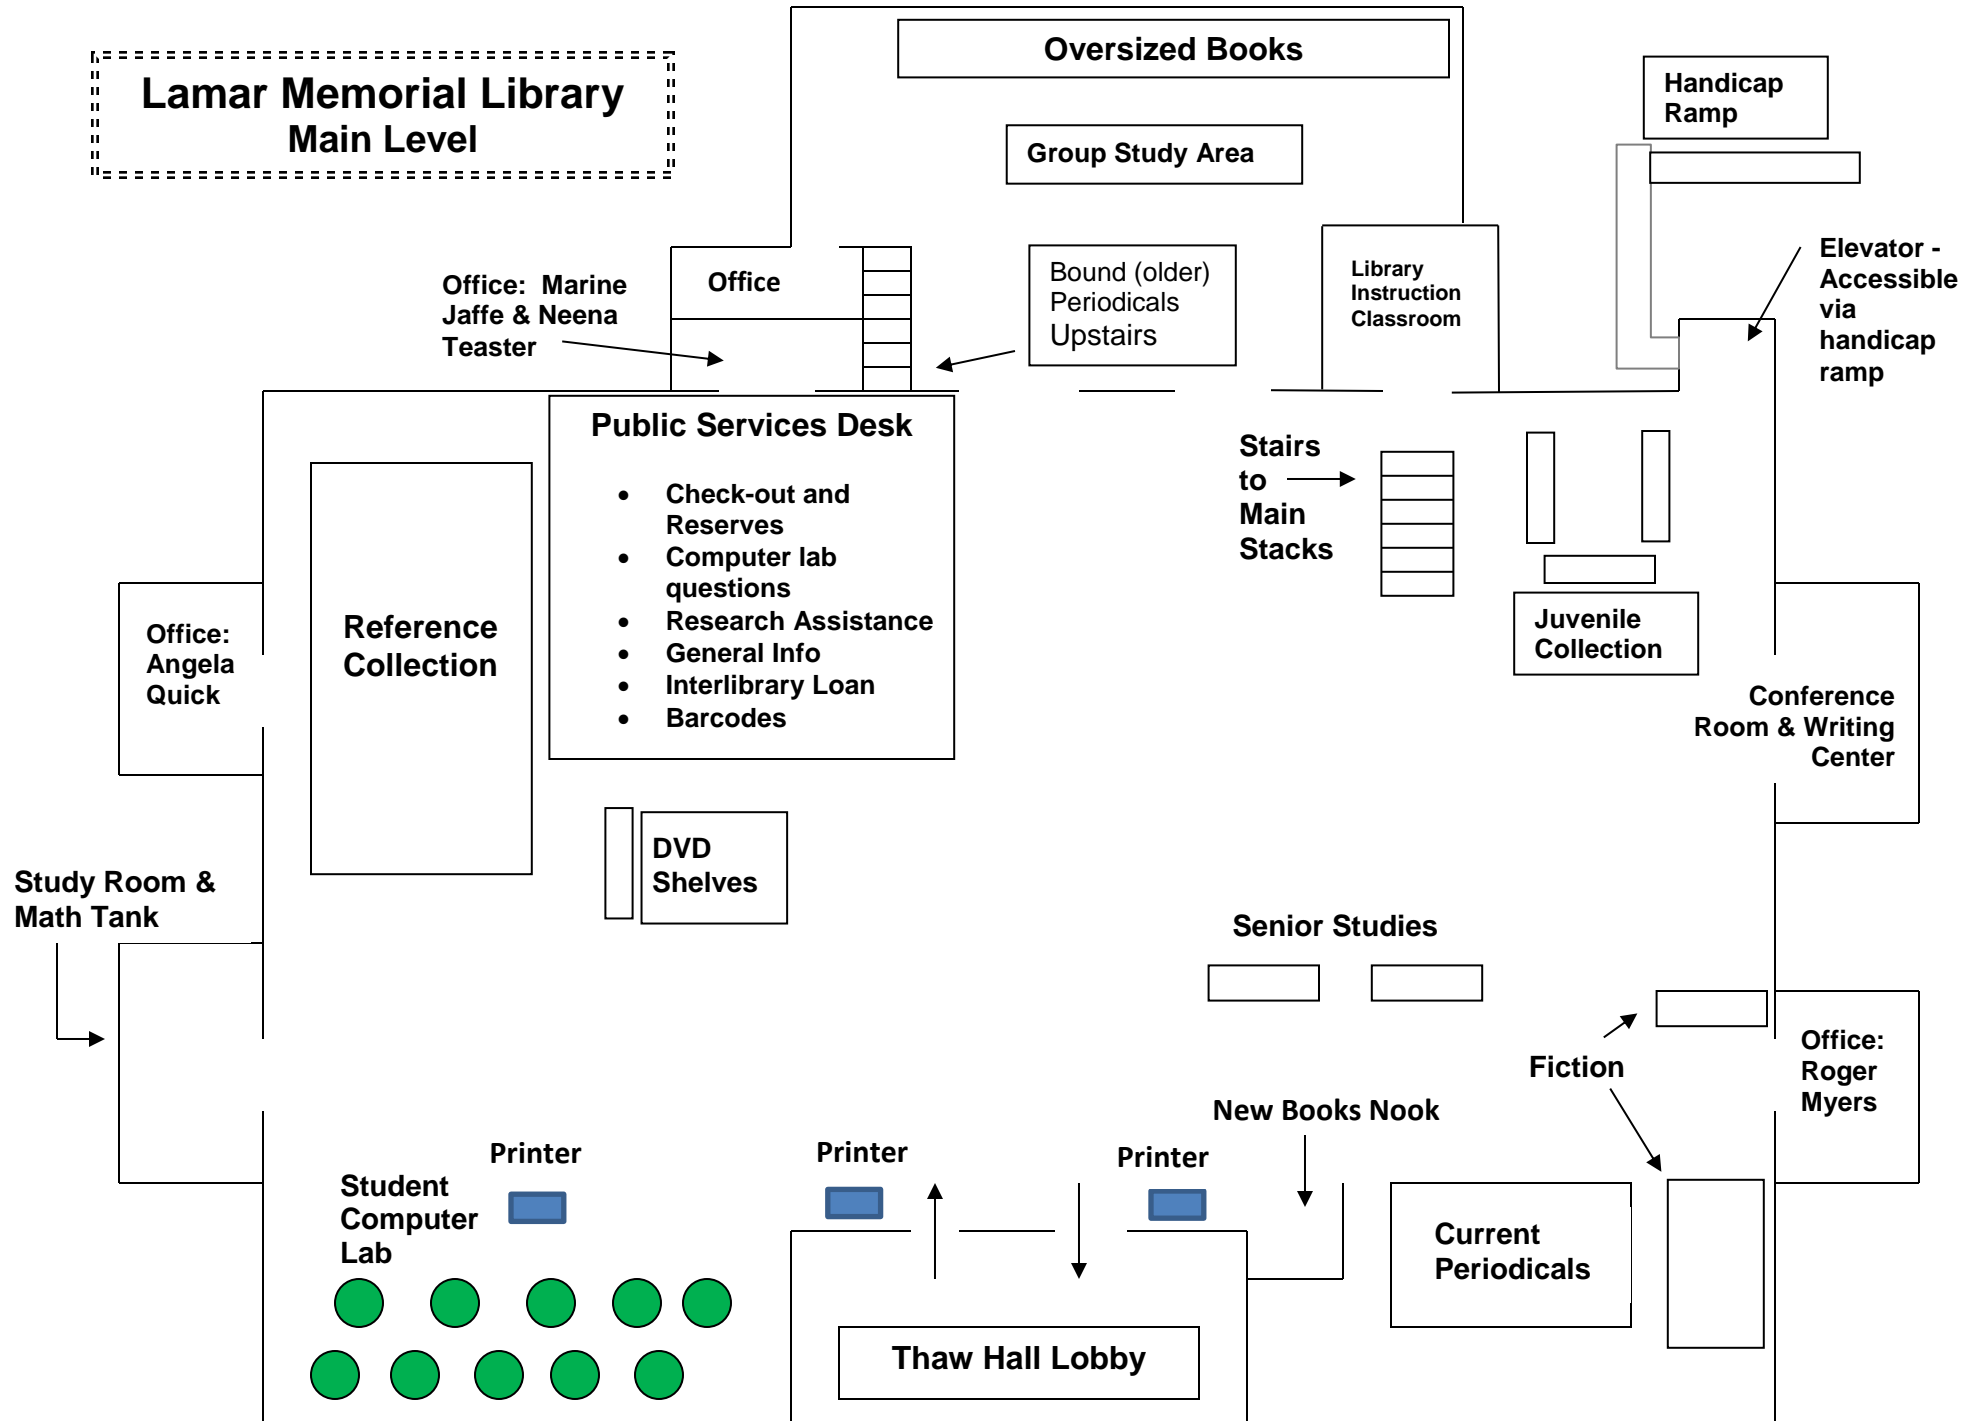 Lamar Memorial Library
Main Level
Oversized Books
Handicap
Ramp
Group Study Area
Office: Marine
Jaffe & Neena
Teaster
Office
Bound (older)
Periodicals
Upstairs
Library
Instruction
Classroom
Elevator -
Accessible
via
handicap
ramp
Public Services Desk
• Check-out and
Reserves
• Computer lab
questions
• Research Assistance
• General Info
• Interlibrary Loan
• Barcodes
Stairs
to
Main
Stacks
Office:
Angela
Quick
Reference
Collection
Juvenile
Collection
Conference
Room & Writing
Center
DVD
Shelves
Study Room &
Math Tank
Senior Studies
Fiction
Office:
Roger
Myers
New Books Nook
Printer
Printer
Printer
Student
Computer
Lab
Current
Periodicals
Thaw Hall Lobby